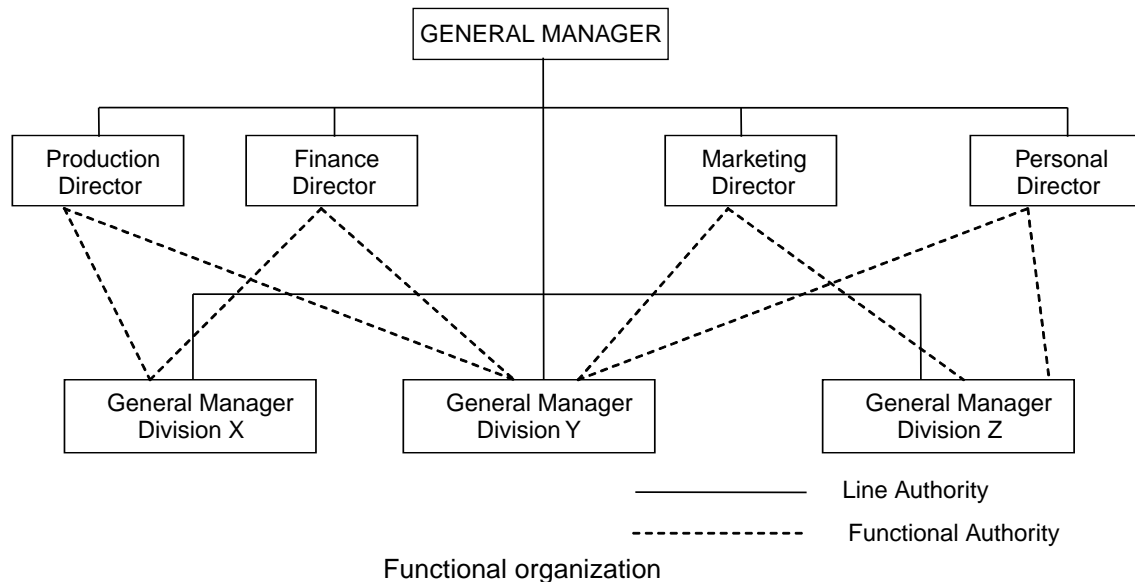 GENERAL MANAGER
Production
Director
Finance
Director
Marketing
Director
Personal
Director
General Manager
Division X
General Manager
Division Y
General Manager
Division Z
Line Authority
Functional Authority
Functional organization